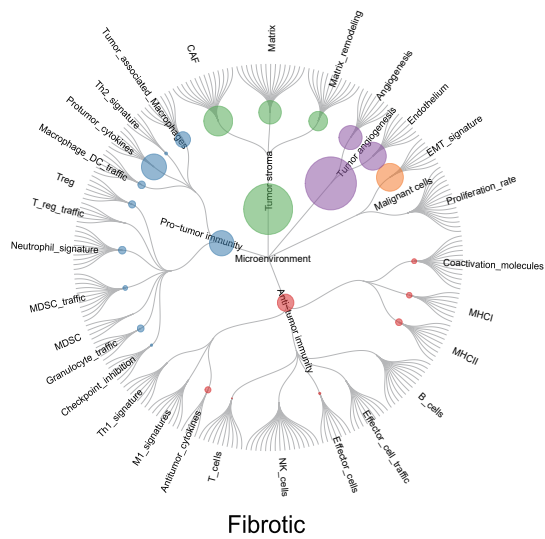 Matrix
CAF
Matrix_remodeling
Tumor_associated_Macrophages
Angiogenesis
Th2_signature
Endothelium
Protumor_cytokines
Tumor angiogenesis
EMT_signature
Macrophage_DC_traffic
Tumor stroma
Malignant cells
Proliferation_rate
Treg
T_reg_traffic
Pro-tumor immunity
Neutrophil_signature
Microenvironment
Coactivation_molecules
MDSC_traffic
Anti-tumor immunity
MHCI
MDSC
MHCII
Granulocyte_traffic
Checkpoint_inhibition
Th1_signature
B_cells
M1_signatures
Antitumor_cytokines
T_cells
NK_cells
Effector_cells
Effector_cell_traffic
Fibrotic